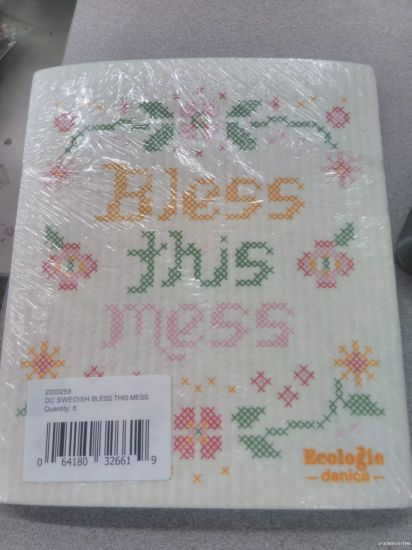 Bless
this
mess
2000259
DC SWEDISH BLESS THIS MESS
Quantity: 6
0 64180 32661 9
Ecologie
danica